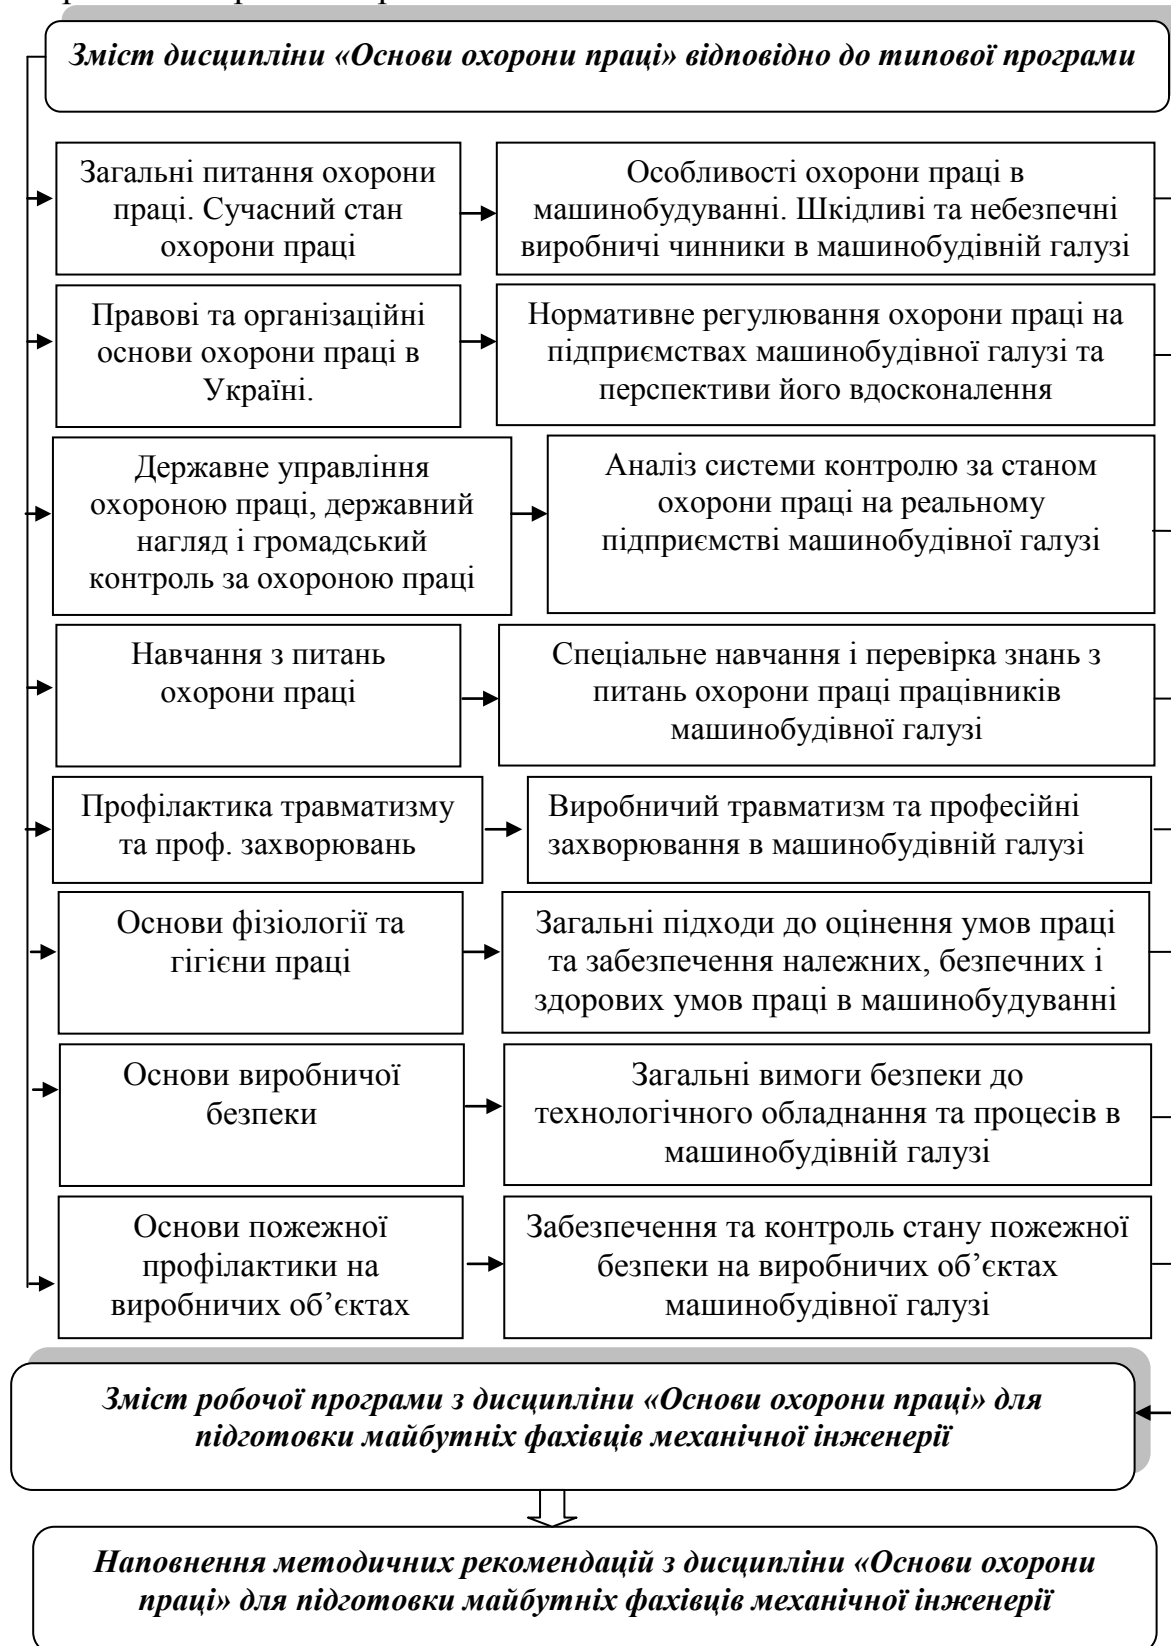 Зміст дисципліни «Основи охорони праці» відповідно до типової програми
Загальні питання охорони
праці. Сучасний стан
охорони праці
Особливості охорони праці в
машинобудуванні. Шкідливі та небезпечні
виробничі чинники в машинобудівній галузі
Правові та організаційні
основи охорони праці в
Україні.
Нормативне регулювання охорони праці на
підприємствах машинобудівної галузі та
перспективи його вдосконалення
Державне управління
охороною праці, державний
нагляд і громадський
контроль за охороною праці
Аналіз системи контролю за станом
охорони праці на реальному
підприємстві машинобудівної галузі
Навчання з питань
охорони праці
Спеціальне навчання і перевірка знань з
питань охорони праці працівників
машинобудівної галузі
Профілактика травматизму
та проф. захворювань
Виробничий травматизм та професійні
захворювання в машинобудівній галузі
Основи фізіології та
гігієни праці
Загальні підходи до оцінення умов праці
та забезпечення належних, безпечних і
здорових умов праці в машинобудуванні
Основи виробничої
безпеки
Загальні вимоги безпеки до
технологічного обладнання та процесів в
машинобудівній галузі
Основи пожежної
профілактики на
виробничих об’єктах
Забезпечення та контроль стану пожежної
безпеки на виробничих об’єктах
машинобудівної галузі
Зміст робочої програми з дисципліни «Основи охорони праці» для
підготовки майбутніх фахівців механічної інженерії
Наповнення методичних рекомендацій з дисципліни «Основи охорони
праці» для підготовки майбутніх фахівців механічної інженерії